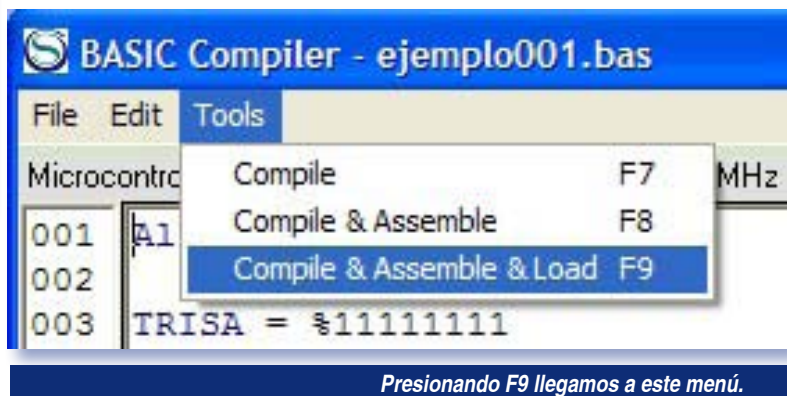 BASIC Compiler - ejemplo001.bas
File Edit Tools
Microcontro MHz
Compile F7
Compile & Assemble F8
Compile & Assemble & Load F9
001 Al
002
003 TRISA = %11111111
Presionando F9 llegamos a este menú.